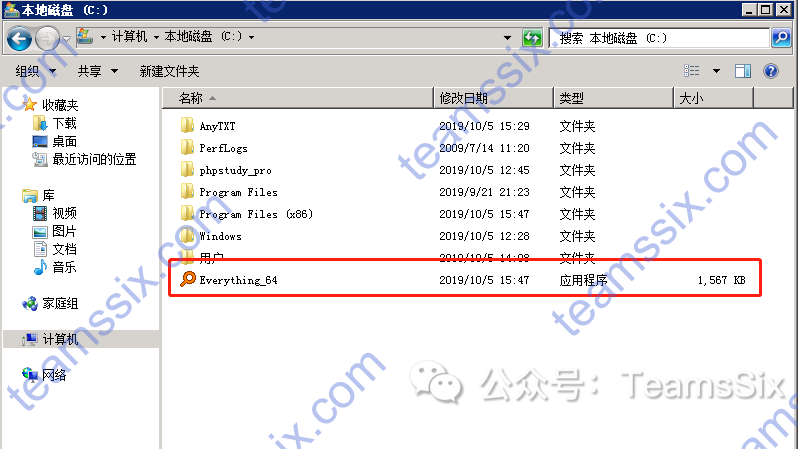 本地磁盘 (C:)
计算机 本地磁盘 (C:)
搜索 本地磁盘 (C:)
组织 共享 新建文件夹
收藏夹
下载
桌面
最近访问的位置
库
视频
图片
文档
音乐
家庭组
计算机
网络
名称 修改日期 类型 大小
AnyTXT 2019/10/5 15:29 文件夹
PerfLogs 2009/7/14 11:20 文件夹
phpstudy_pro 2019/10/5 12:45 文件夹
Program Files 2019/9/21 21:23 文件夹
Program Files (x86) 2019/10/5 15:47 文件夹
Windows 2019/10/5 12:28 文件夹
用户 2019/10/5 14:08 文件夹
Everything_64 2019/10/5 15:47 应用程序 1,567 KB
公众号: TeamsSix
teamssix.com
teamssix.com
teamssix.com
teamssix.com